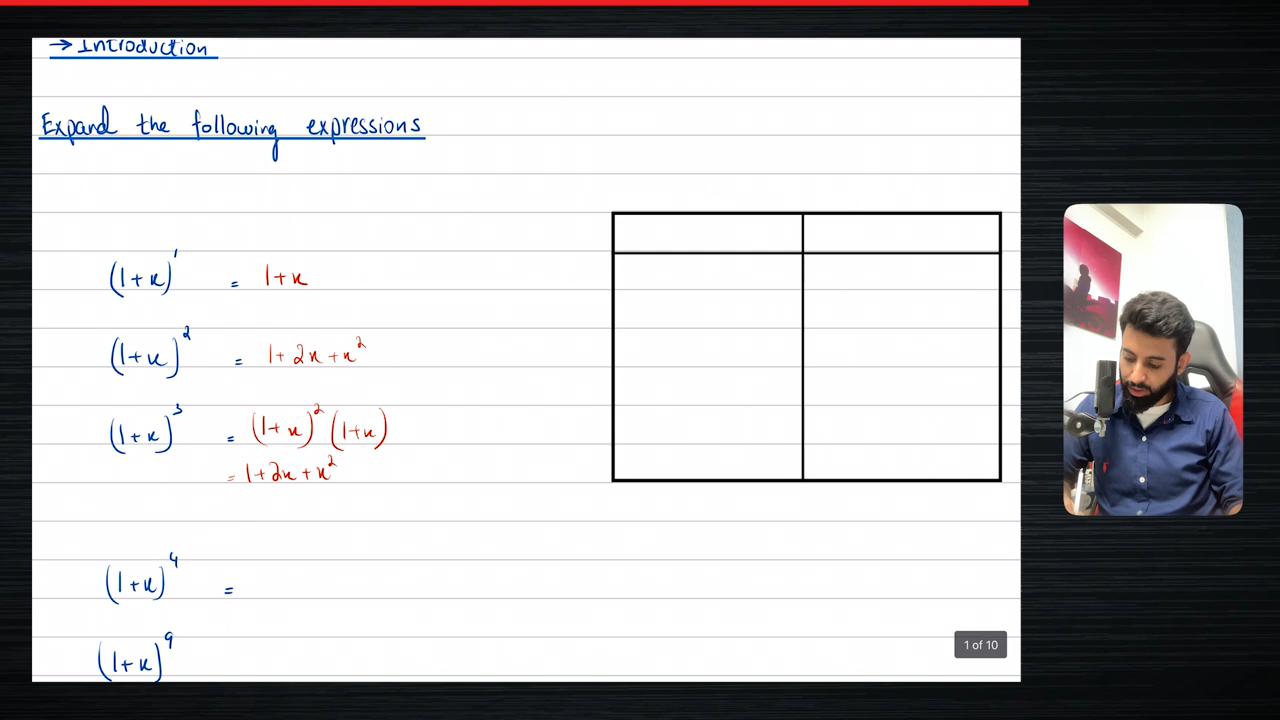 → Introduction
Expand the following expressions
(1+x)¹ = 1+x
(1+x)² = 1+2x+x²
(1+x)³ = (1+x)²(1+x)
= 1+2x+x²
(1+x)⁴ =
(1+x)⁹
1 of 10